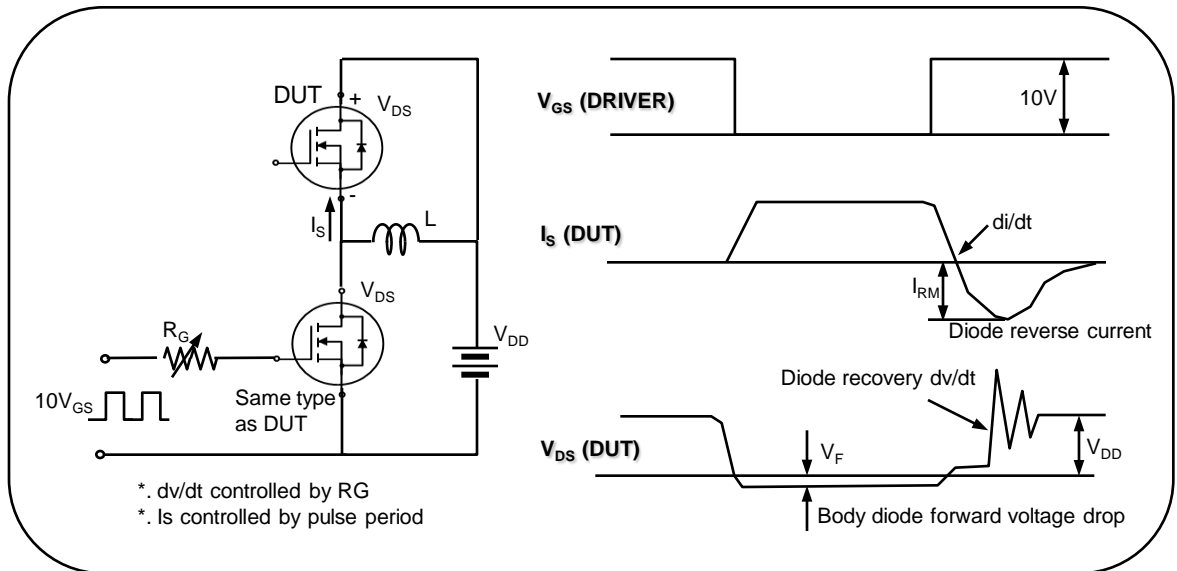 DUT
+
V_DS
-
I_S
L
V_DS
R_G
V_DD
10V_GS
Same type
as DUT
*. dv/dt controlled by RG
*. Is controlled by pulse period
V_GS (DRIVER)
10V
I_S (DUT)
di/dt
I_RM
Diode reverse current
Diode recovery dv/dt
V_DS (DUT)
V_F
V_DD
Body diode forward voltage drop